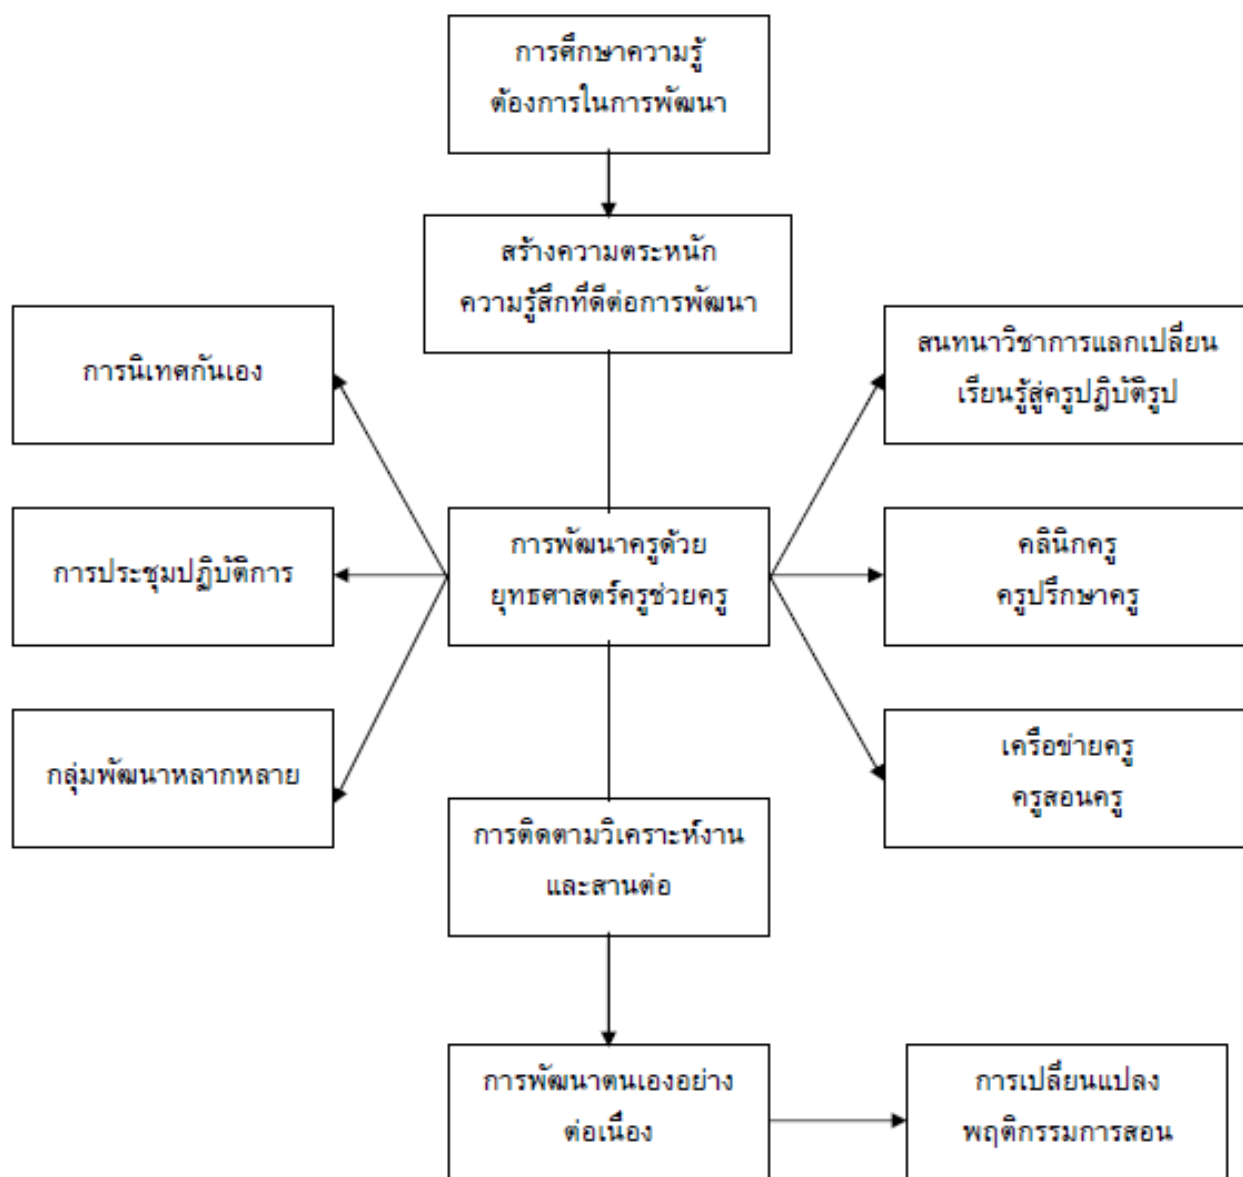 การศึกษาความรู้
ต้องการในการพัฒนา
สร้างความตระหนัก
ความรู้สึกที่ดีต่อการพัฒนา
การนิเทศกันเอง
สนทนาวิชาการแลกเปลี่ยน
เรียนรู้สู่ครูปฏิบัติรูป
การประชุมปฏิบัติการ
การพัฒนาครูด้วย
ยุทธศาสตร์ครูช่วยครู
คลินิกครู
ครูปรึกษาครู
กลุ่มพัฒนาหลากหลาย
เครือข่ายครู
ครูสอนครู
การติดตามวิเคราะห์งาน
และสานต่อ
การพัฒนาตนเองอย่าง
ต่อเนื่อง
การเปลี่ยนแปลง
พฤติกรรมการสอน